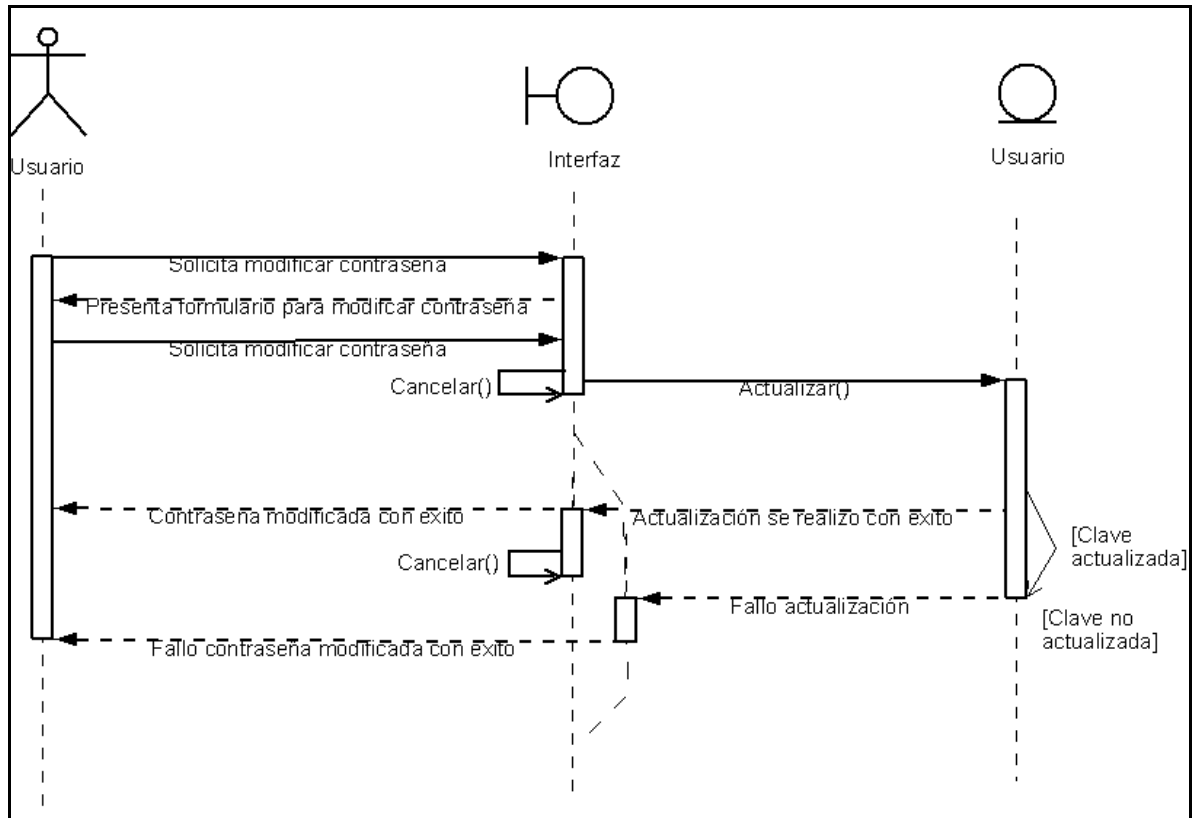 Usuario
Interfaz
Usuario
Solicita modificar contraseña
Presenta formulario para modifcar contraseña
Solicita modificar contraseña
Cancelar()
Actualizar()
Contraseña modificada con exito
Actualización se realizo con exito
[Clave
actualizada]
Cancelar()
Fallo actualización
[Clave no
actualizada]
Fallo contraseña modificada con exito